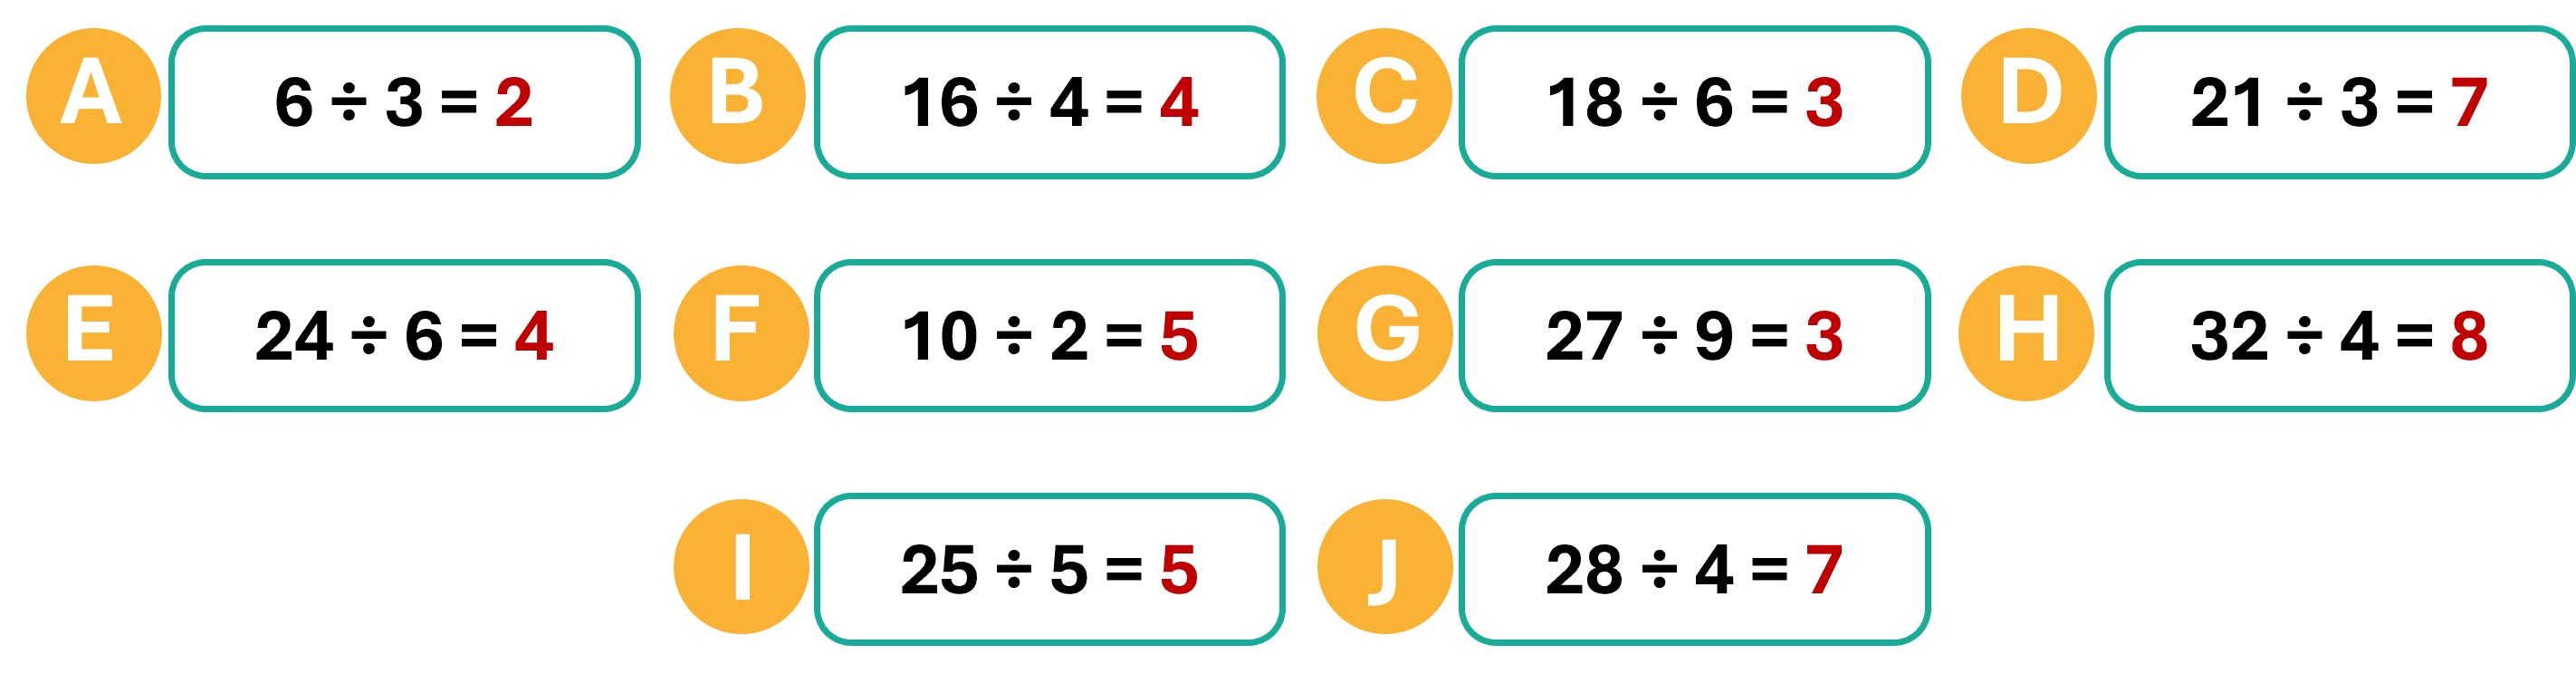 A 6 ÷ 3 = 2 B 16 ÷ 4 = 4 C 18 ÷ 6 = 3 D 21 ÷ 3 = 7
E 24 ÷ 6 = 4 F 10 ÷ 2 = 5 G 27 ÷ 9 = 3 H 32 ÷ 4 = 8
I 25 ÷ 5 = 5 J 28 ÷ 4 = 7